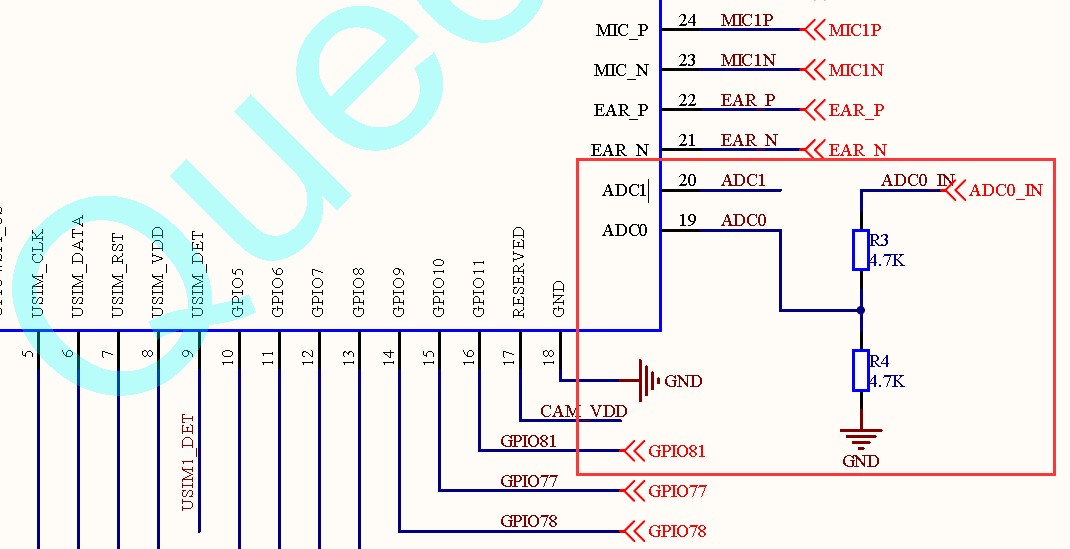 Quec
MIC_P 24 MIC1P MIC1P
MIC_N 23 MIC1N MIC1N
EAR_P 22 EAR_P EAR_P
EAR_N 21 EAR_N EAR_N
ADC1 20 ADC1 ADC0_IN ADC0_IN
ADC0 19 ADC0
R3
4.7K
R4
4.7K
GND
USIM_CLK
USIM_DATA
USIM_RST
USIM_VDD
USIM_DET
GPIO5
GPIO6
GPIO7
GPIO8
GPIO9
GPIO10
GPIO11
RESERVED
GND
5
6
7
8
9
10
11
12
13
14
15
16
17
18
USIM1_DET
GND
CAM_VDD
GPIO81 GPIO81
GPIO77 GPIO77
GPIO78 GPIO78